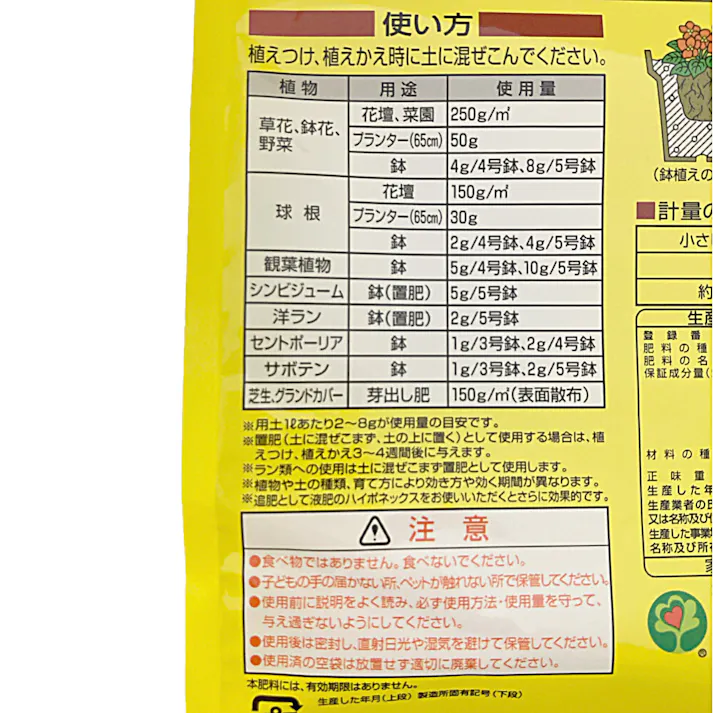 使い方
植えつけ、植えかえ時に土に混ぜこんでください。
植物 用途 使用量
草花、鉢花、野菜 花壇、菜園 250g/㎡
プランター(65cm) 50g
鉢 4g/4号鉢、8g/5号鉢
球根 花壇 150g/㎡
プランター(65cm) 30g
鉢 2g/4号鉢、4g/5号鉢
観葉植物 鉢 5g/4号鉢、10g/5号鉢
シンビジューム 鉢(置肥) 5g/5号鉢
洋ラン 鉢(置肥) 2g/5号鉢
セントポーリア 鉢 1g/3号鉢、2g/4号鉢
サボテン 鉢 1g/3号鉢、2g/5号鉢
芝生、グランドカバー 芽出し肥 150g/㎡(表面散布)
※用土1ℓあたり2〜8gが使用量の目安です。
※置肥(土に混ぜこまず、土の上に置く)として使用する場合は、植
えつけ、植えかえ3〜4週間後に与えます。
※ラン類への使用は土に混ぜこまず置肥として使用します。
※植物や土の種類、育て方により効き方や効く期間が異なります。
※追肥として液肥のハイポネックスをお使いいただくとさらに効果的です。
注意
●食べ物ではありません。食べないでください。
●子どもの手の届かない所、ペットが触れない所で保管してください。
●使用前に説明をよく読み、必ず使用方法・使用量を守って、
与え過ぎないようにしてください。
●使用後は密封し、直射日光や湿気を避けて保管してください。
●使用済の空袋は放置せず適切に廃棄してください。
本肥料には、有効期限はありません。
生産した年月(上段) 製造所固有記号(下段)
(鉢植えの
■計量の
小さ
約
生産
登録番
肥料の種
肥料の名
保証成分量(
材料の種
正味重
生産した年
生産業者の氏
又は名称及び住
生産した事業場
名称及び所在
®